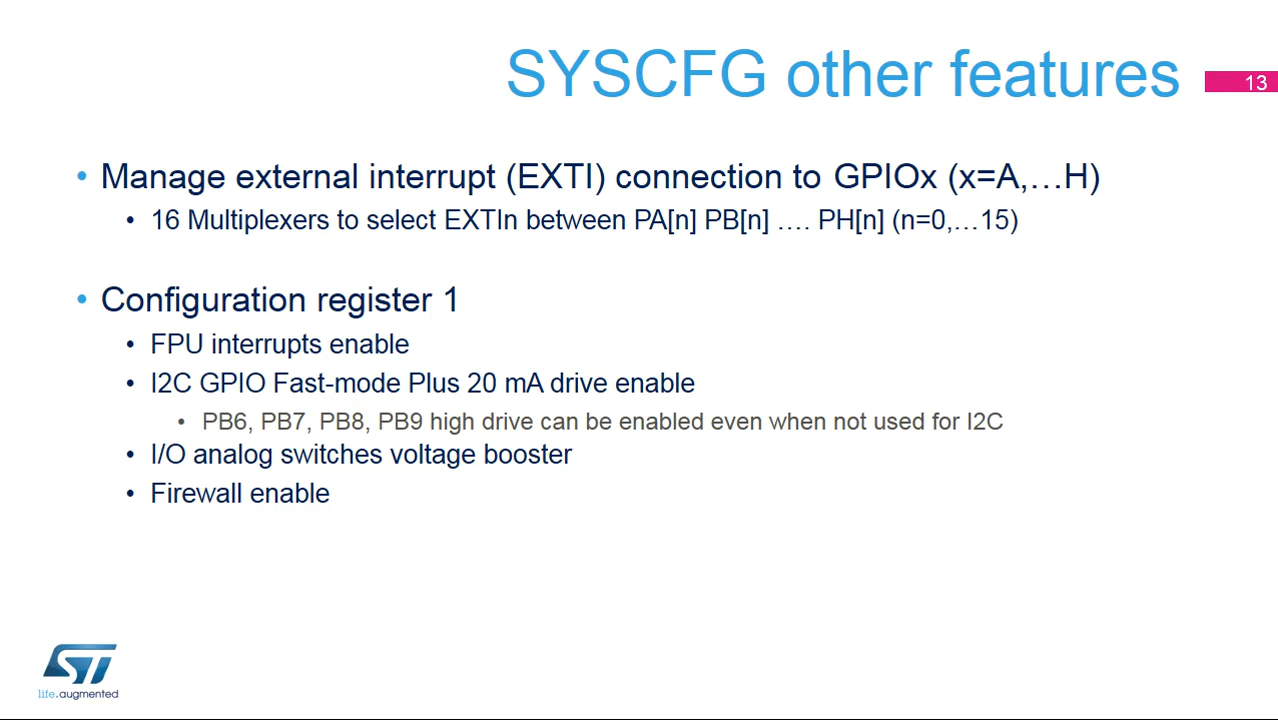 SYSCFG other features
13
• Manage external interrupt (EXTI) connection to GPIOx (x=A,…H)
• 16 Multiplexers to select EXTIn between PA[n] PB[n] …. PH[n] (n=0,…15)
• Configuration register 1
• FPU interrupts enable
• I2C GPIO Fast-mode Plus 20 mA drive enable
• PB6, PB7, PB8, PB9 high drive can be enabled even when not used for I2C
• I/O analog switches voltage booster
• Firewall enable
ST
life.augmented